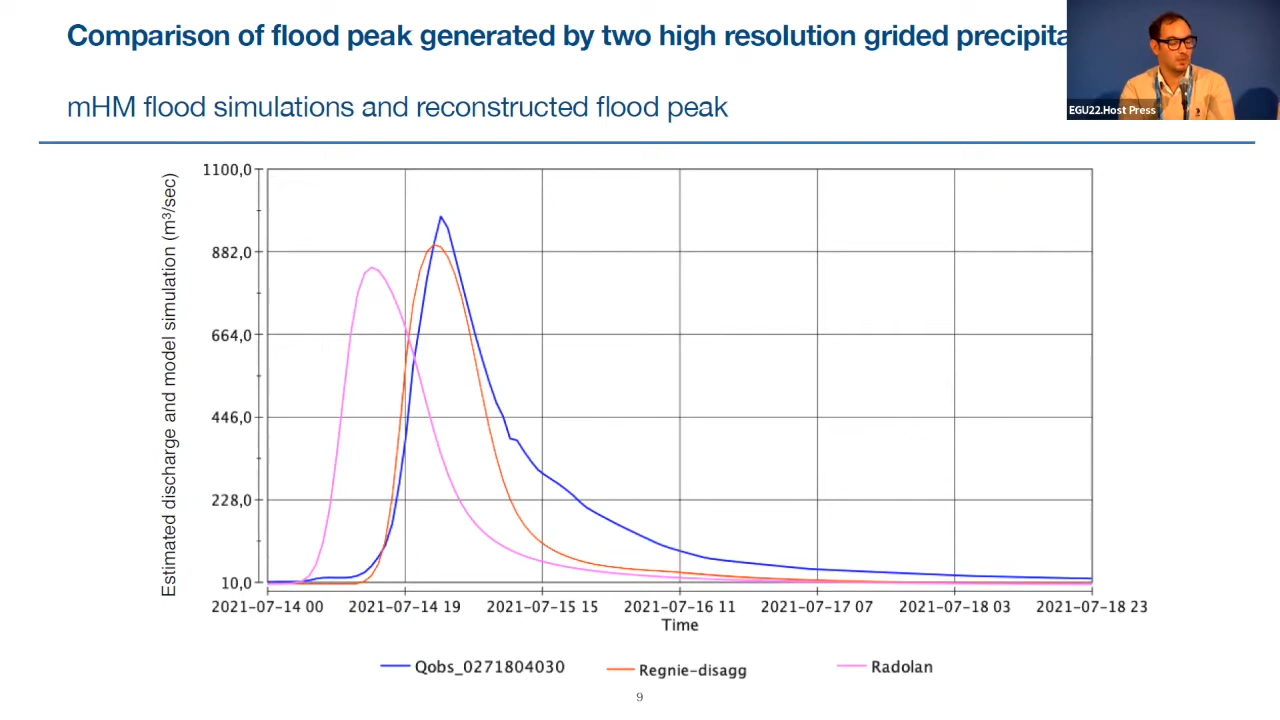 Comparison of flood peak generated by two high resolution grided precipita
EGU22.Host Press
mHM flood simulations and reconstructed flood peak
Estimated discharge and model simulation (m³/sec)
1100,0
882,0
664,0
446,0
228,0
10,0
2021-07-14 00 2021-07-14 19 2021-07-15 15 2021-07-16 11 2021-07-17 07 2021-07-18 03 2021-07-18 23
Time
Qobs_0271804030 Regnie-disagg Radolan
9